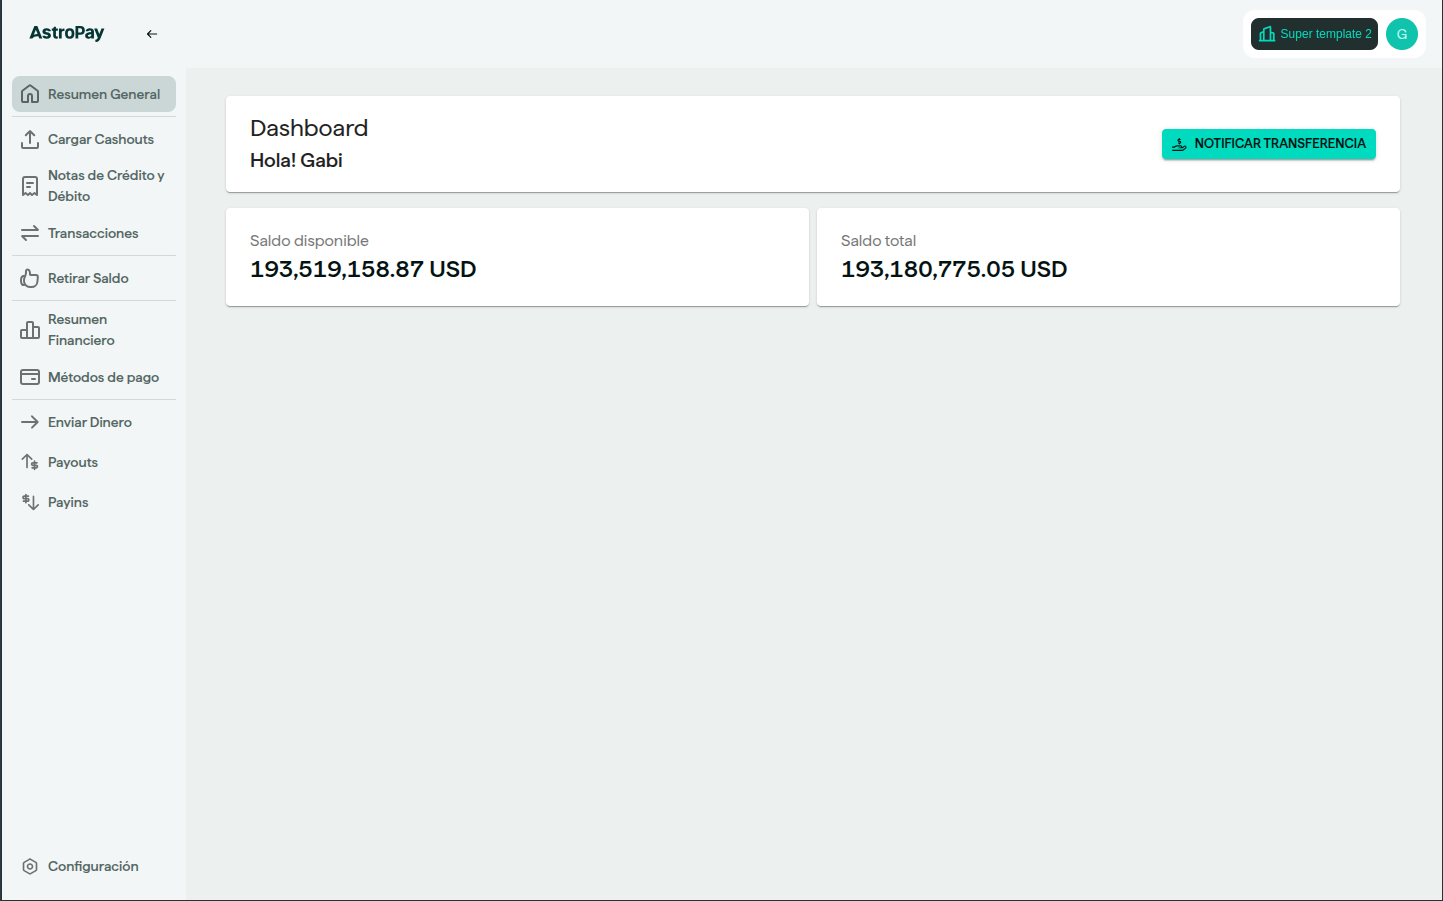 AstroPay
Super template 2
G
Resumen General
Cargar Cashouts
Notas de Crédito y
Débito
Transacciones
Retirar Saldo
Resumen
Financiero
Métodos de pago
Enviar Dinero
Payouts
Payins
Configuración
Dashboard
Hola! Gabi
NOTIFICAR TRANSFERENCIA
Saldo disponible
193,519,158.87 USD
Saldo total
193,180,775.05 USD